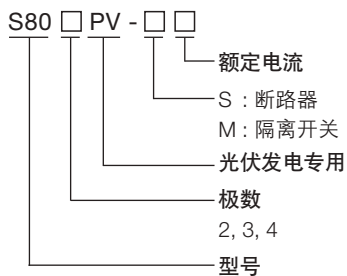 S80 □ PV - □ □
额定电流
S : 断路器
M : 隔离开关
光伏发电专用
极数
2, 3, 4
型号